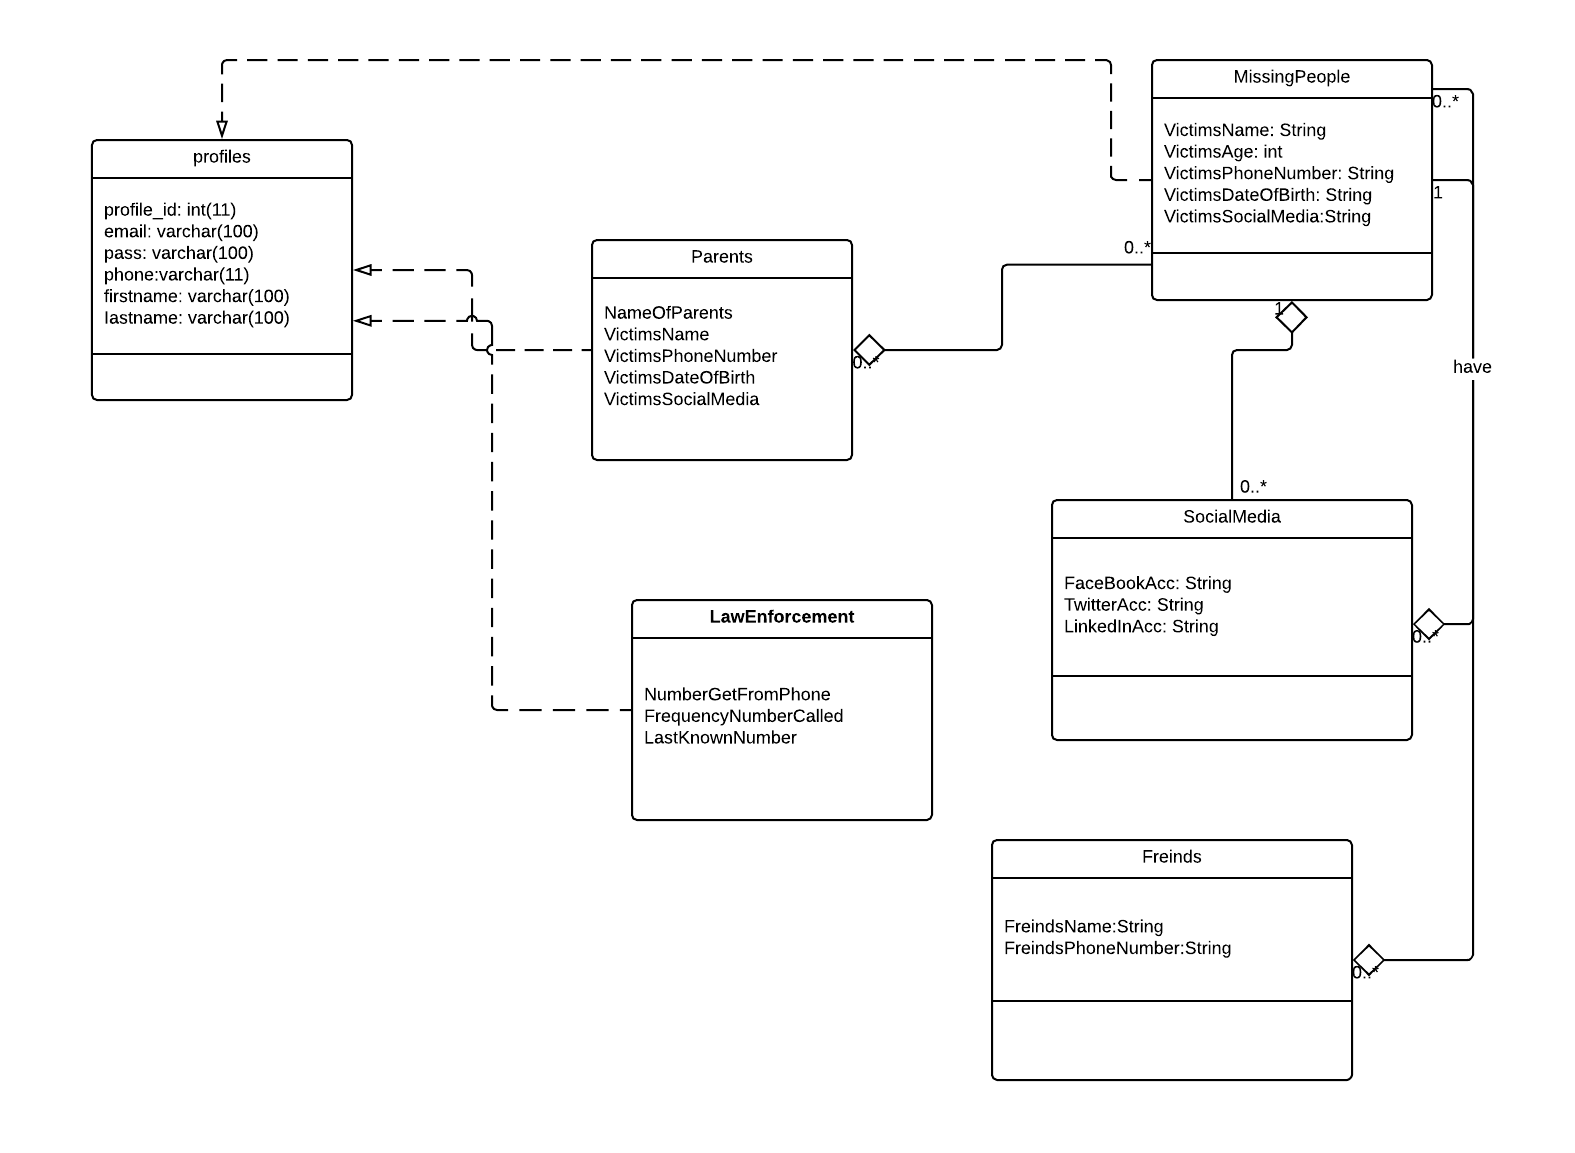 MissingPeople
0..*
VictimsName: String
VictimsAge: int
VictimsPhoneNumber: String
VictimsDateOfBirth: String
VictimsSocialMedia:String
1
0..*
1
profiles
profile_id: int(11)
email: varchar(100)
pass: varchar(100)
phone:varchar(11)
firstname: varchar(100)
lastname: varchar(100)
Parents
NameOfParents
VictimsName
VictimsPhoneNumber
VictimsDateOfBirth
VictimsSocialMedia
0..*
have
0..*
SocialMedia
FaceBookAcc: String
TwitterAcc: String
LinkedInAcc: String
0..*
LawEnforcement
NumberGetFromPhone
FrequencyNumberCalled
LastKnownNumber
Freinds
FreindsName:String
FreindsPhoneNumber:String
0..*